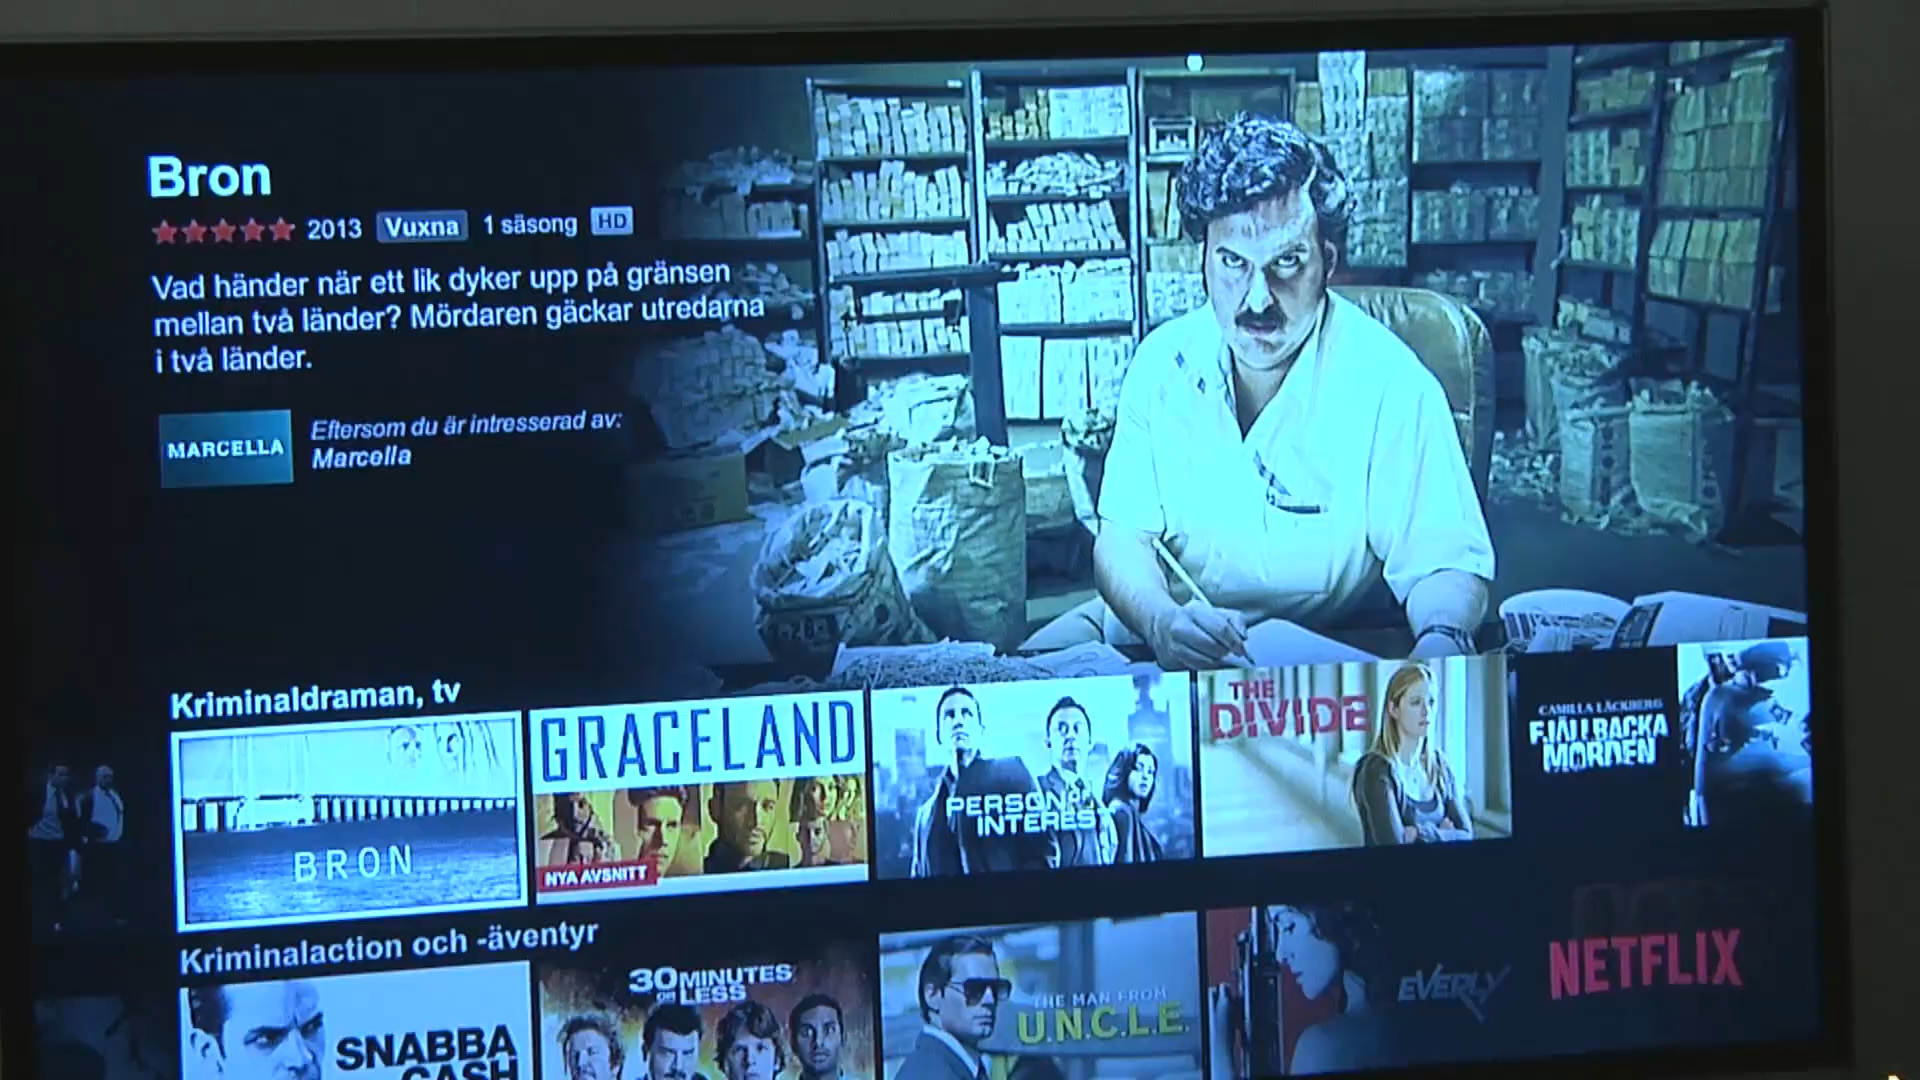 Bron
2013 Vuxna 1 säsong HD
Vad händer när ett lik dyker upp på gränsen
mellan två länder? Mördaren gäckar utredarna
i två länder.
MARCELLA
Eftersom du är intresserad av:
Marcella
Kriminaldraman, tv
BRON
GRACELAND
NYA AVSNITT
PERSON OF
INTEREST
THE
DIVIDE
CAMILLA LÄCKBERG
FJÄLLBACKA
MORDEN
Kriminalaction och -äventyr
SNABBA
CASH
30 MINUTES
OR LESS
THE MAN FROM
U.N.C.L.E.
EVERLY
NETFLIX